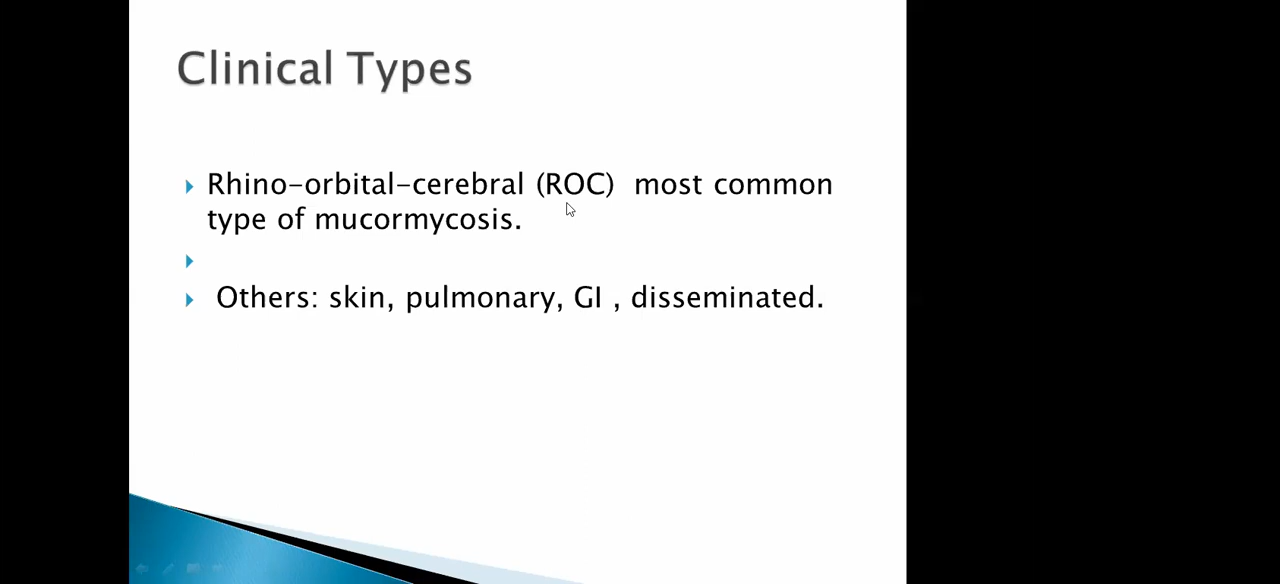 Clinical Types
Rhino-orbital-cerebral (ROC) most common
type of mucormycosis.
Others: skin, pulmonary, GI , disseminated.